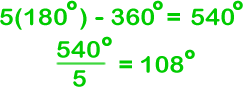 5(180°) - 360° = 540°
540°/5 = 108°